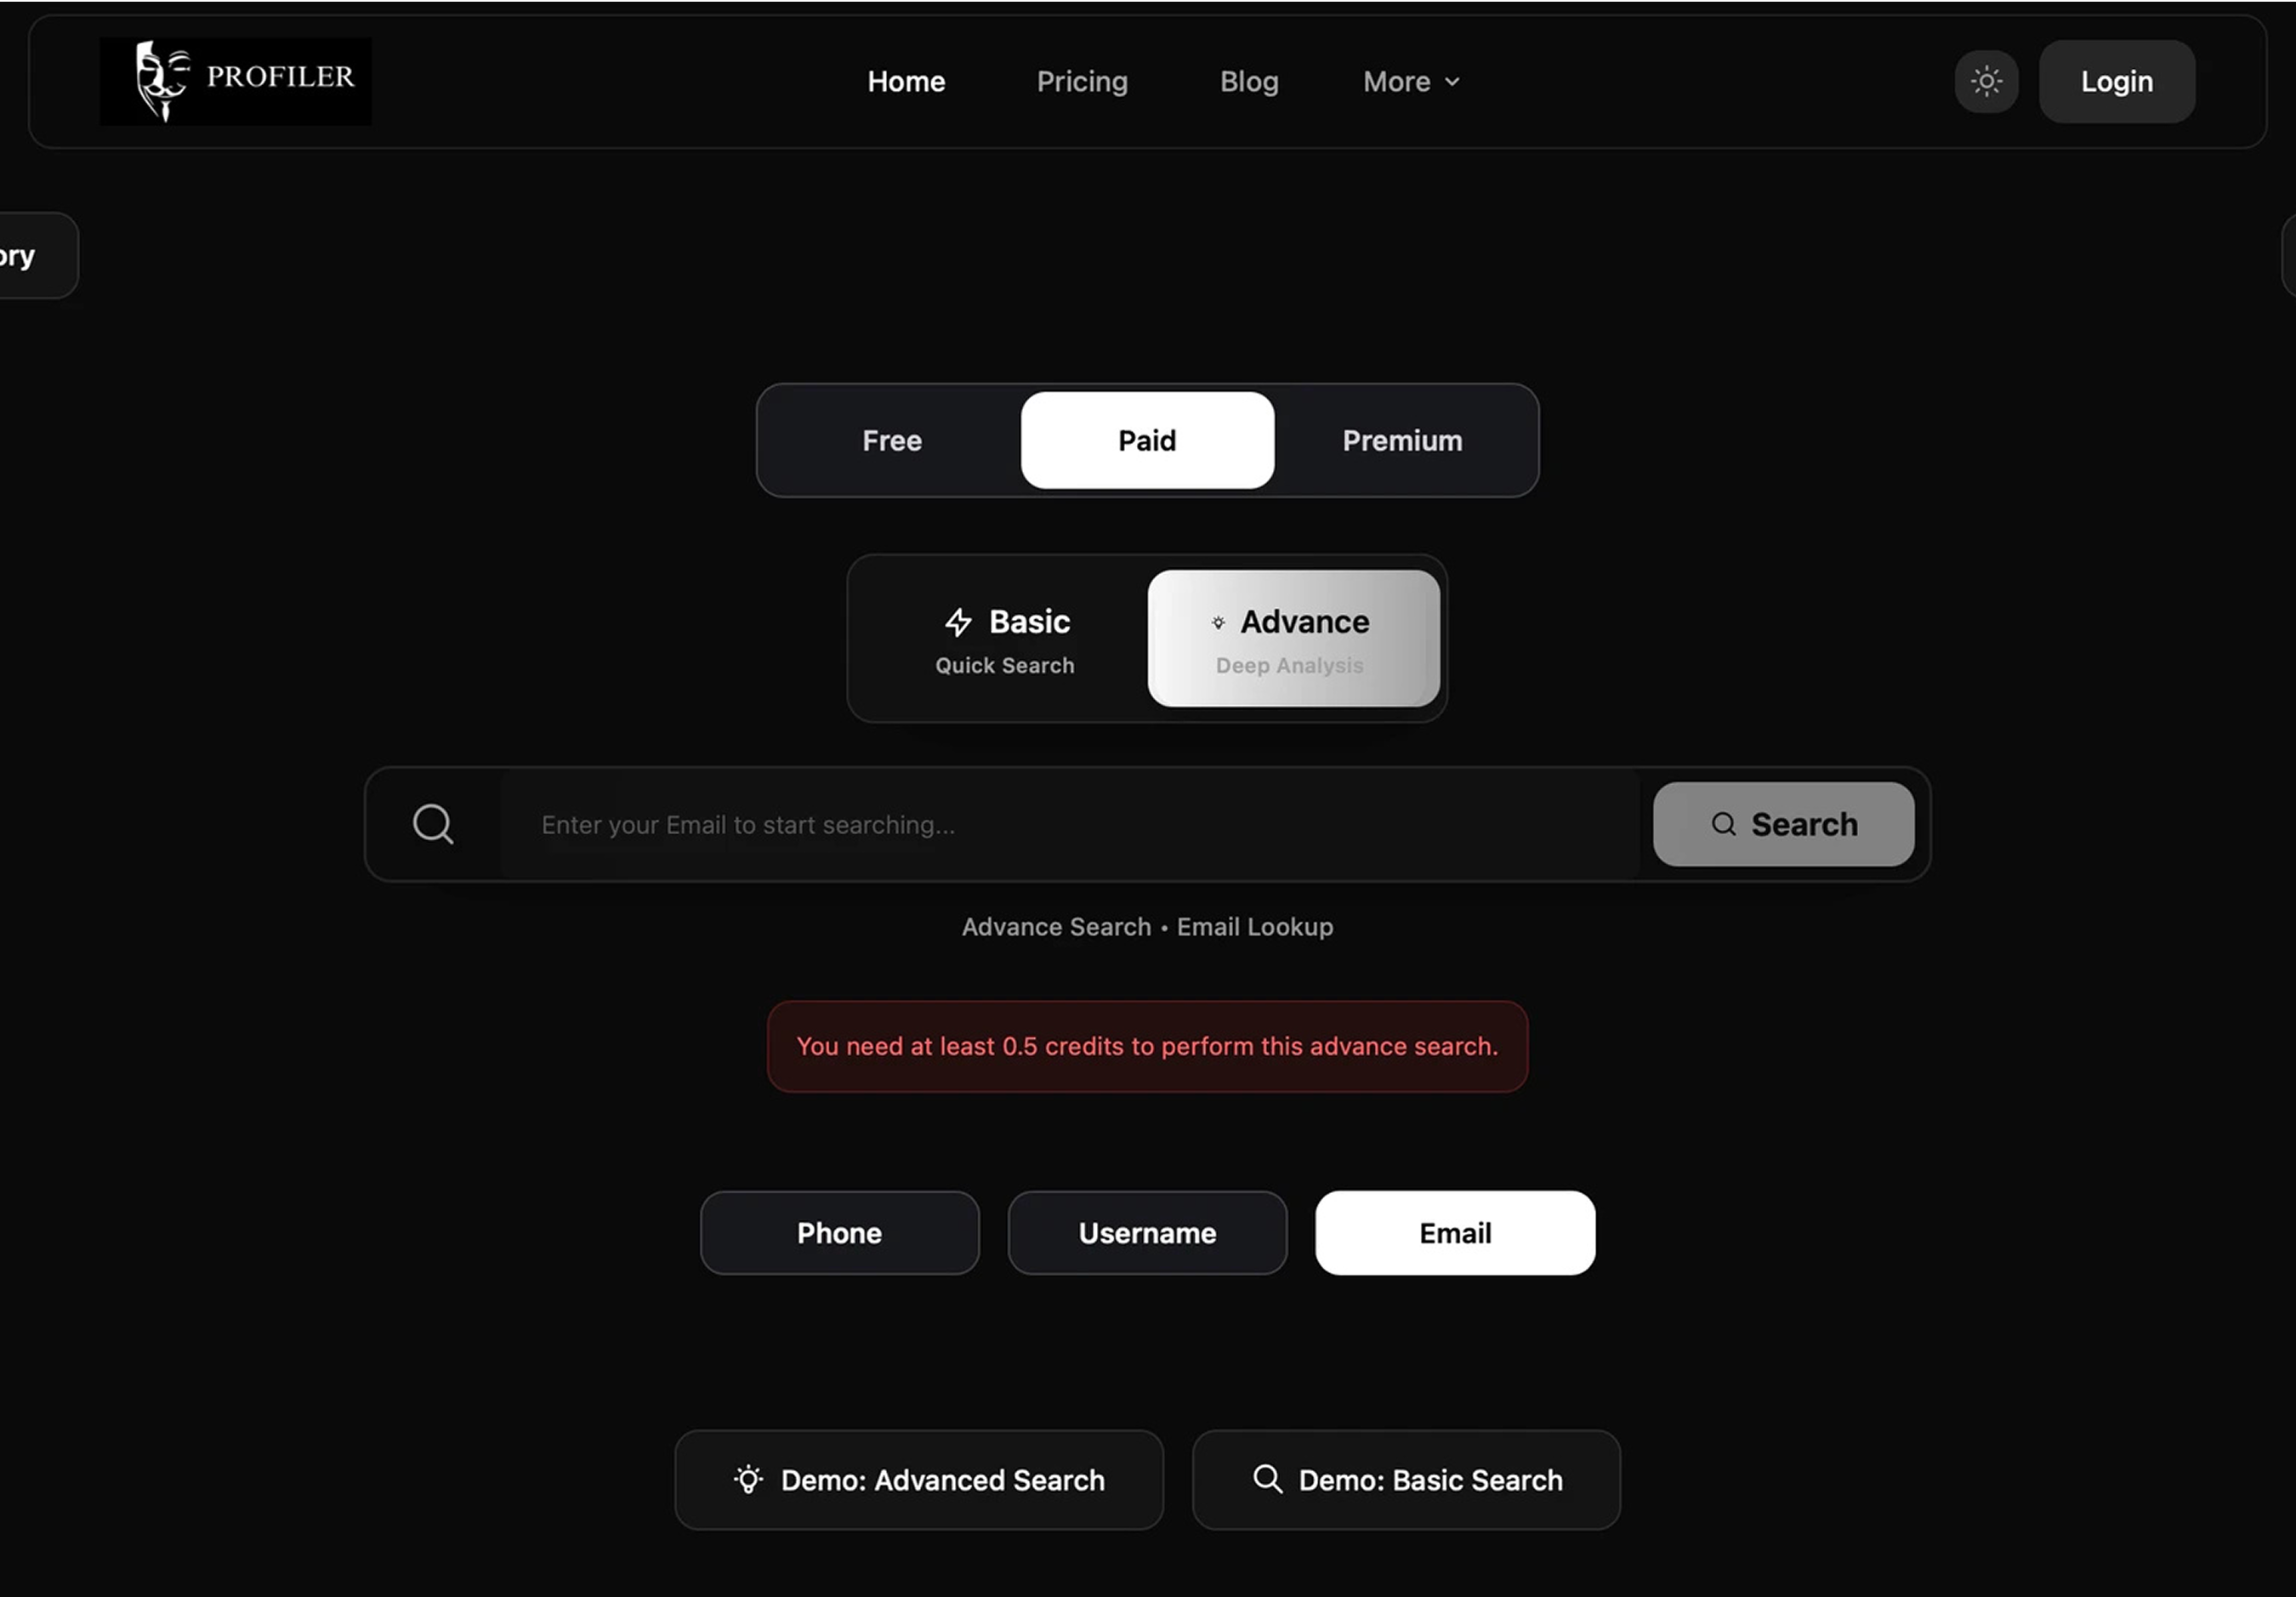 PROFILER
Home
Pricing
Blog
More
Login
ory
Free
Paid
Premium
Basic
Quick Search
Advance
Deep Analysis
Enter your Email to start searching...
Search
Advance Search • Email Lookup
You need at least 0.5 credits to perform this advance search.
Phone
Username
Email
Demo: Advanced Search
Demo: Basic Search